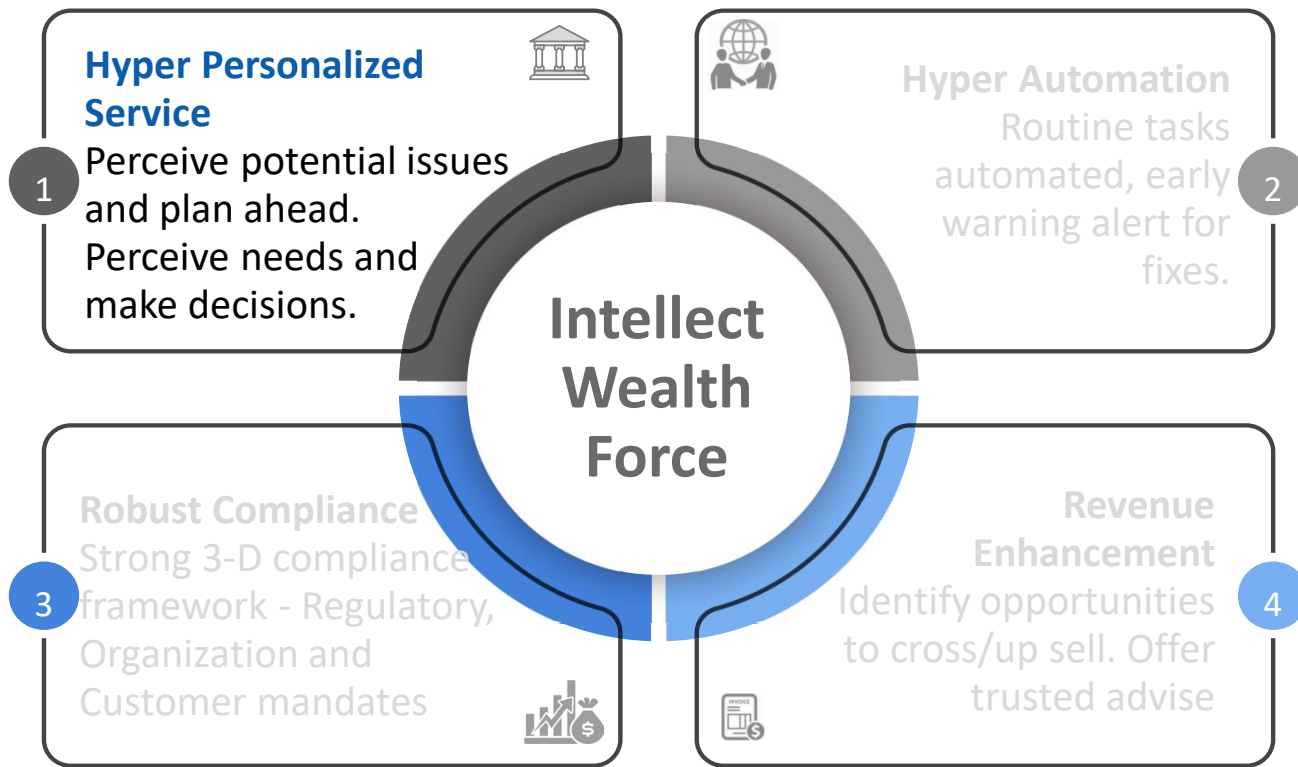 Hyper Personalized
Service
Perceive potential issues
and plan ahead.
Perceive needs and
make decisions.
1
Hyper Automation
Routine tasks
automated, early
warning alert for
fixes.
2
Intellect
Wealth
Force
Robust Compliance
Strong 3-D compliance
framework - Regulatory,
Organization and
Customer mandates
3
$
Revenue
Enhancement
Identify opportunities
to cross/up sell. Offer
trusted advise
4
INVOICE
$